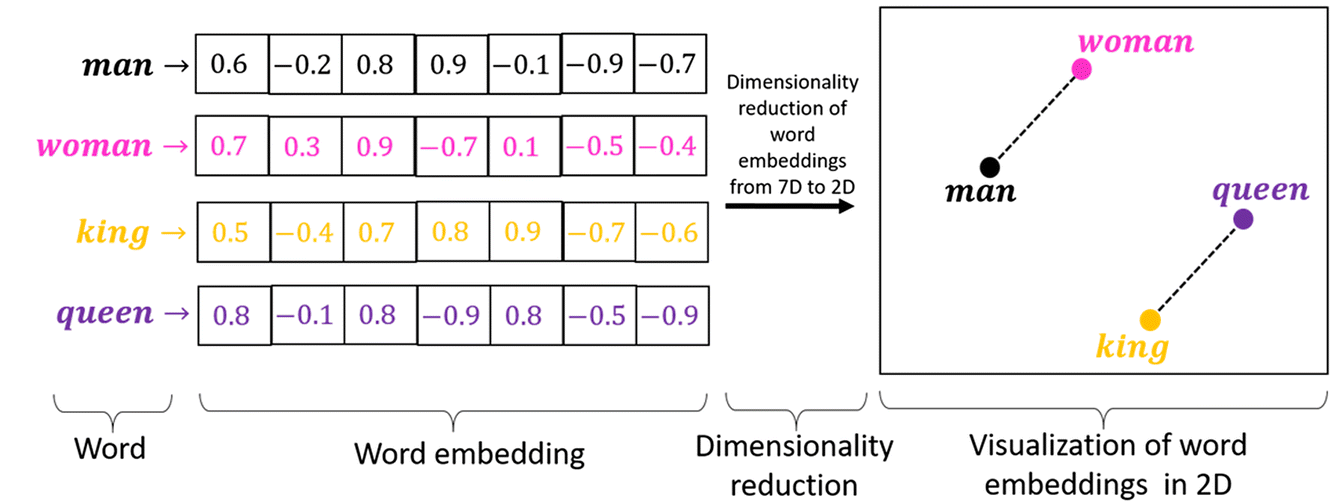 man → 0.6 −0.2 0.8 0.9 −0.1 −0.9 −0.7
woman → 0.7 0.3 0.9 −0.7 0.1 −0.5 −0.4
king → 0.5 −0.4 0.7 0.8 0.9 −0.7 −0.6
queen → 0.8 −0.1 0.8 −0.9 0.8 −0.5 −0.9
Dimensionality
reduction of
word
embeddings
from 7D to 2D
woman
man
queen
king
Word
Word embedding
Dimensionality
reduction
Visualization of word
embeddings in 2D